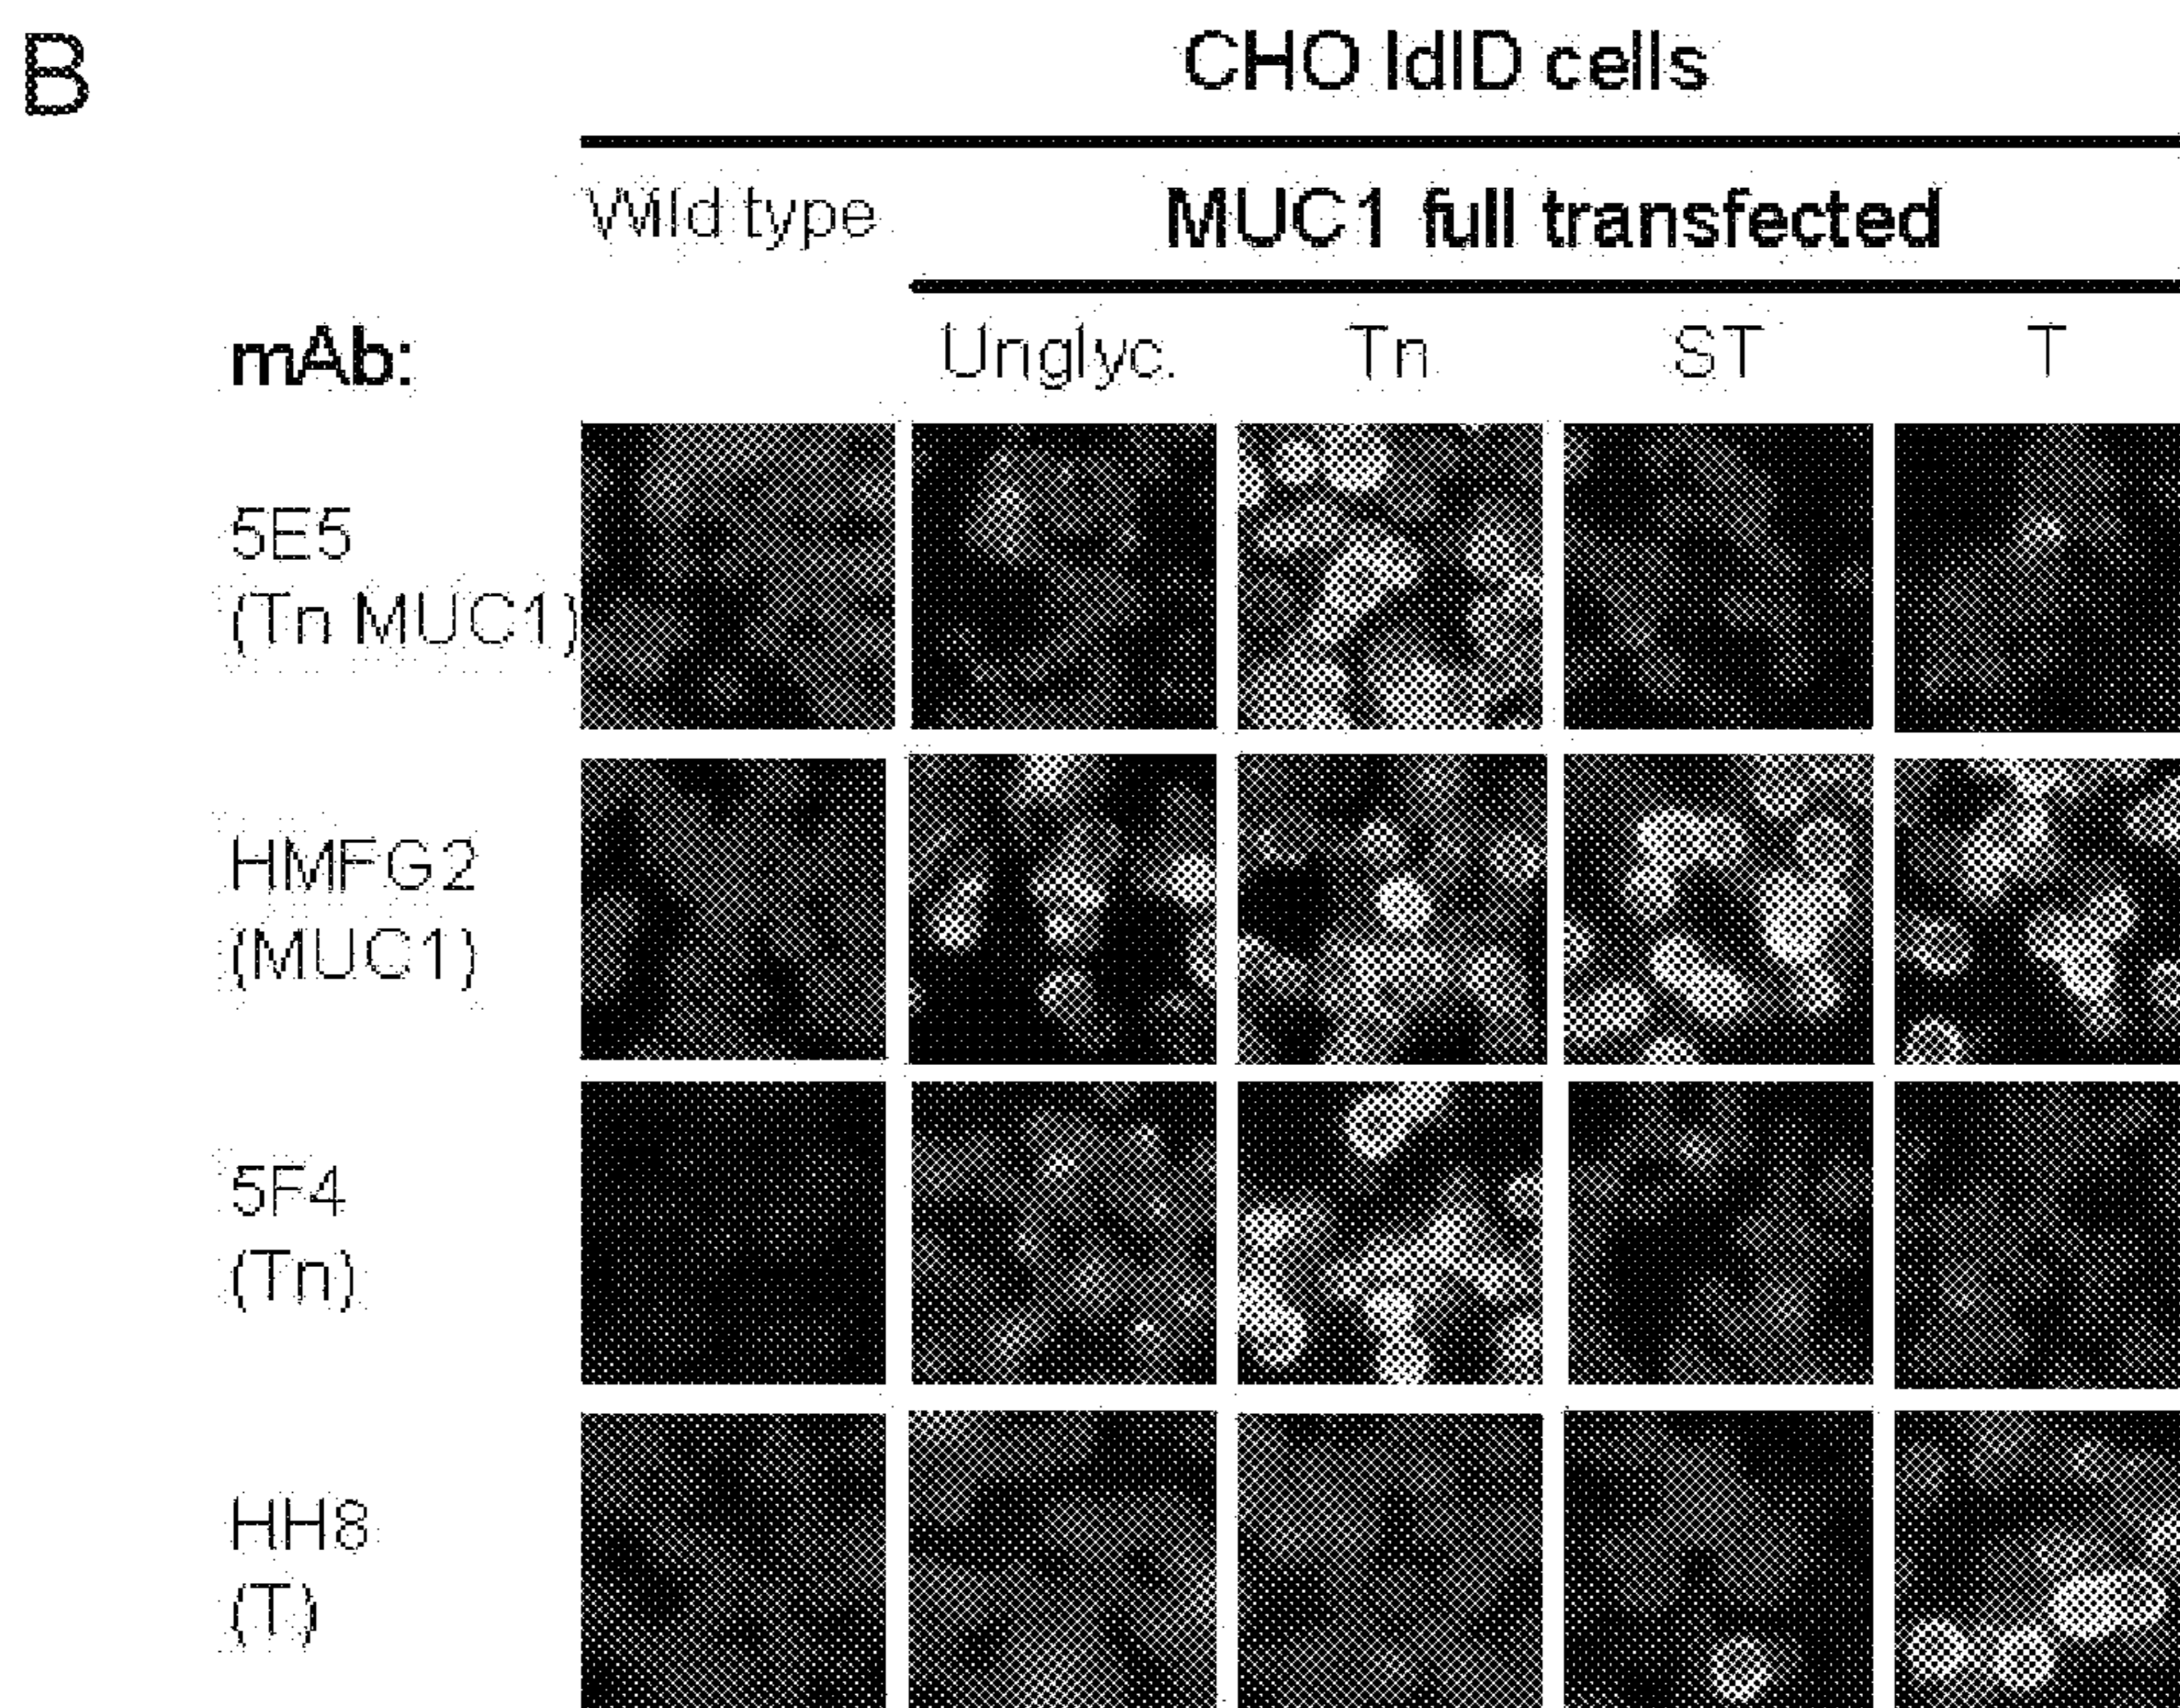 B
CHO ldlD cells
Wild type
MUC1 full transfected
mAb:
Unglyc.
Tn
ST
T
5E5
(Tn MUC1)
HMFG2
(MUC1)
5F4
(Tn)
HH8
(T)